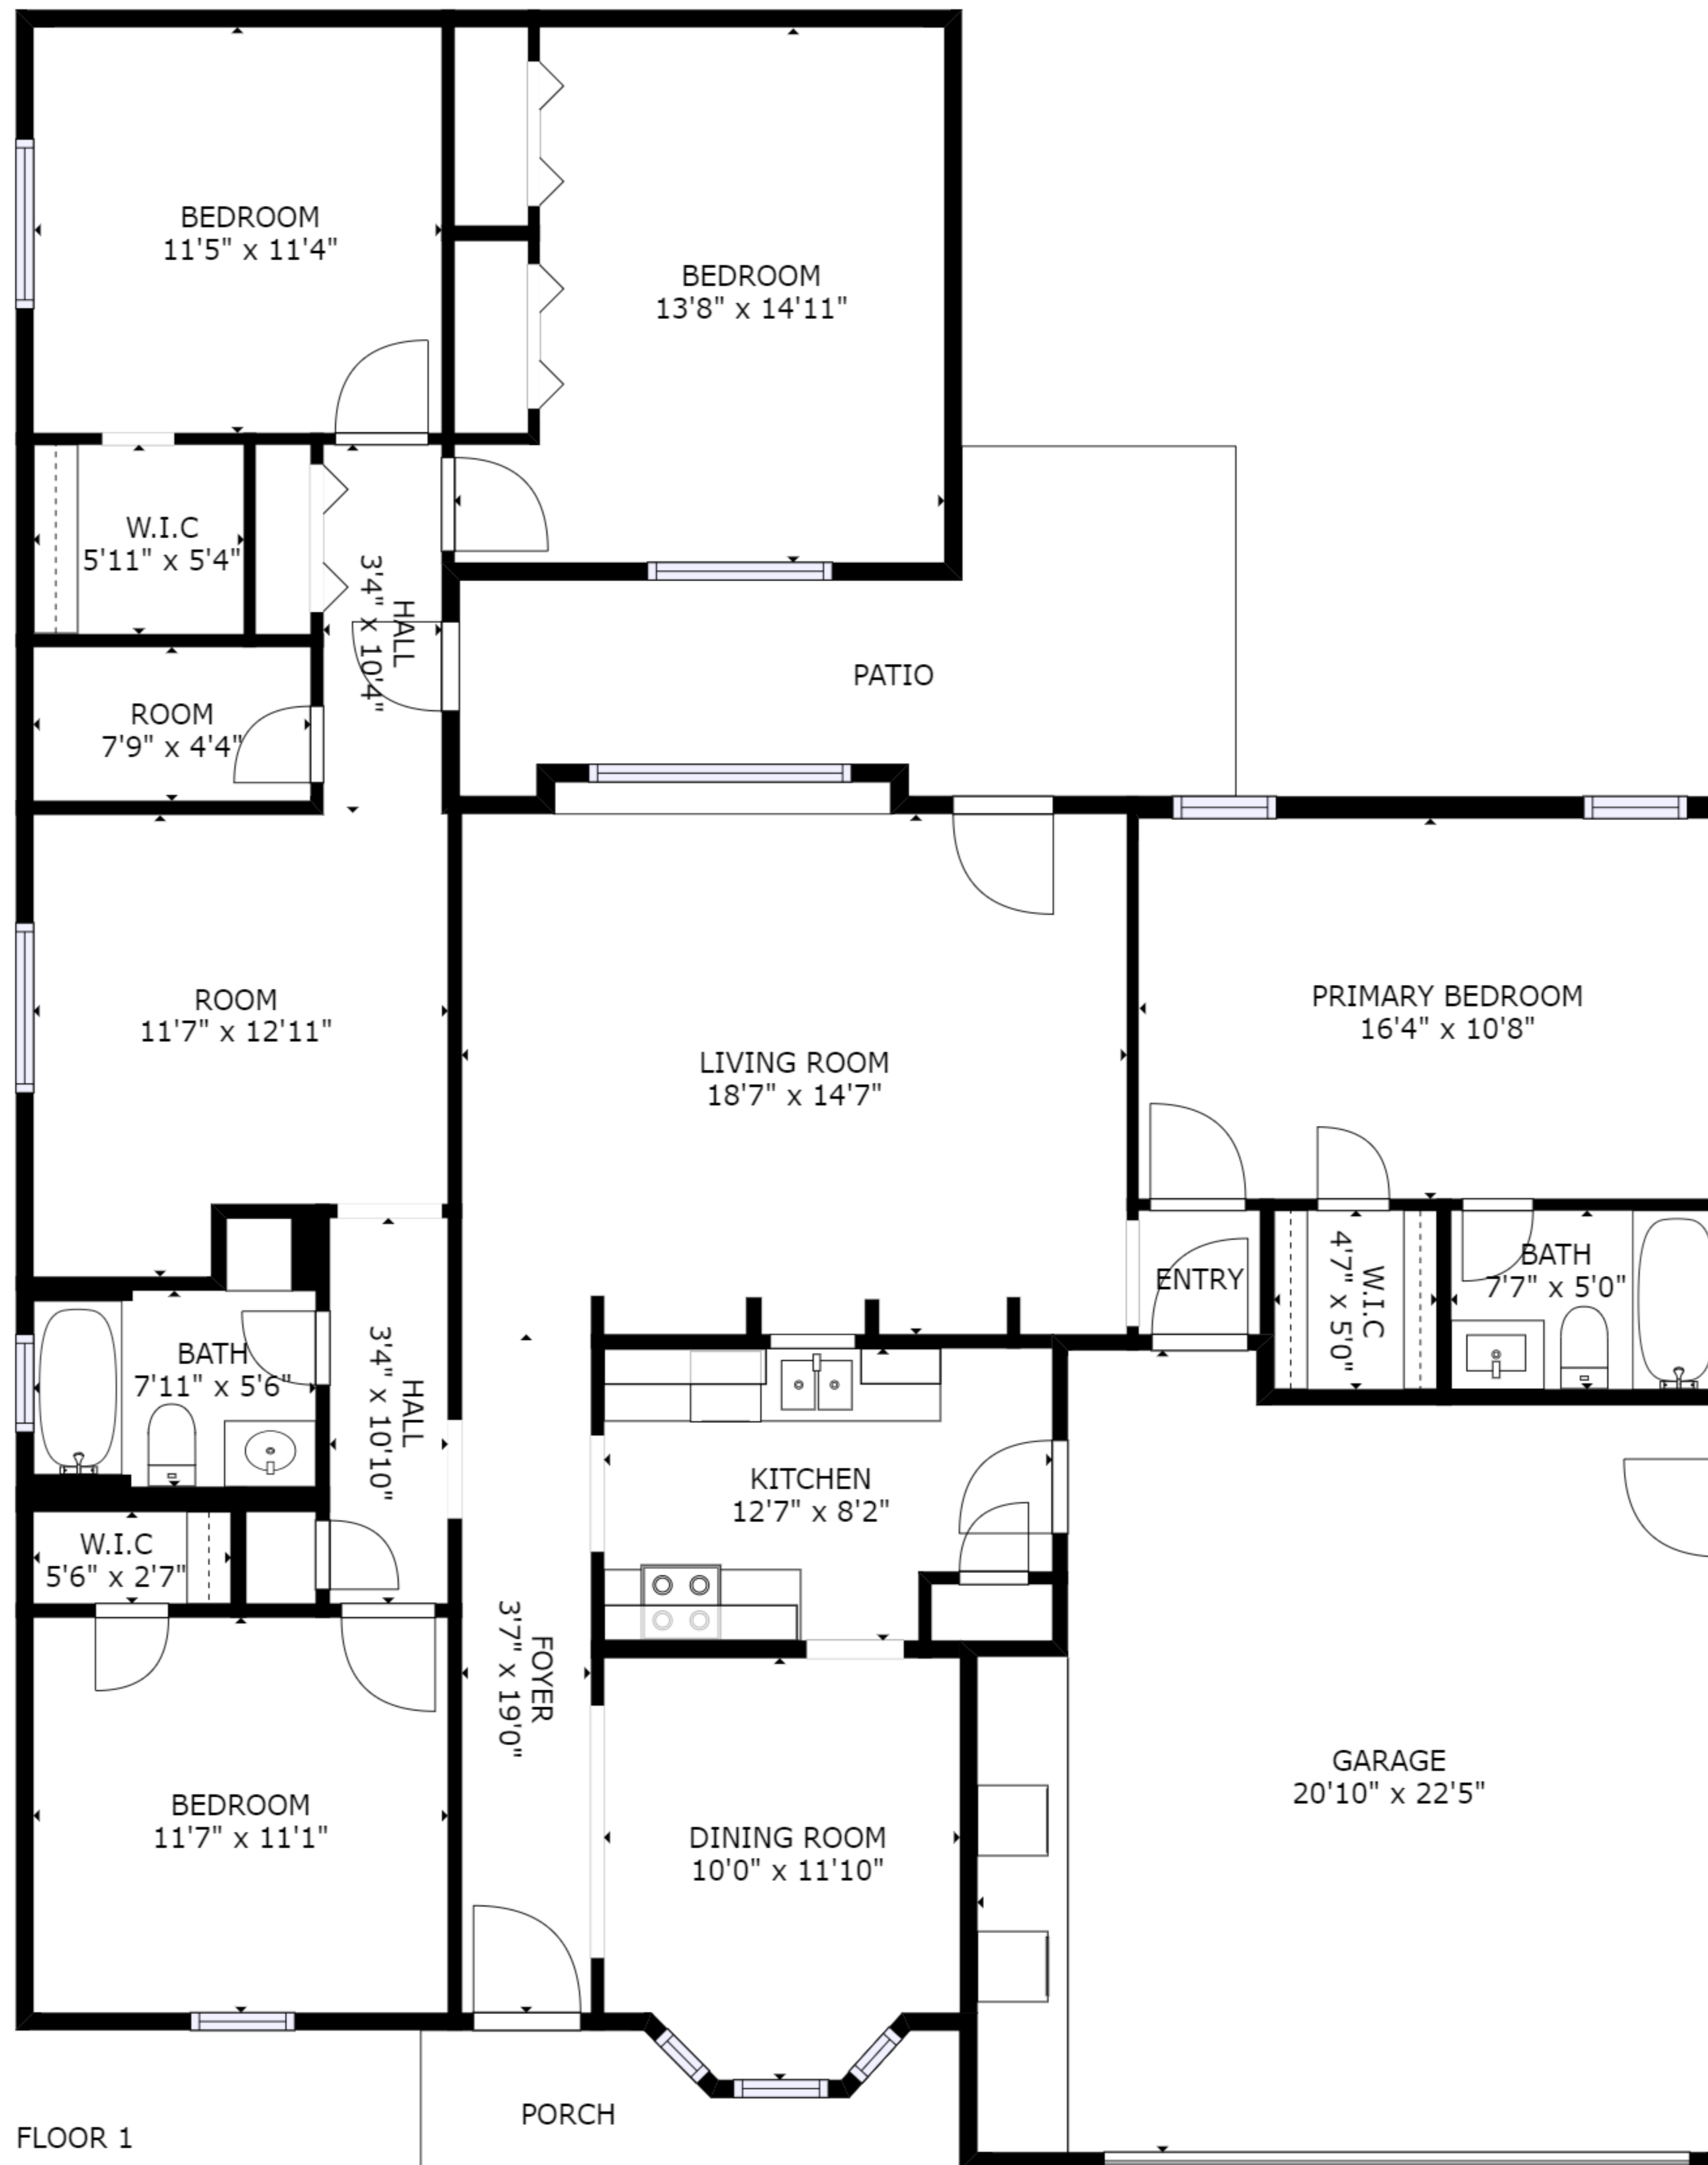 BEDROOM
11'5" x 11'4"
BEDROOM
13'8" x 14'11"
W.I.C
5'11" x 5'4"
HALL
3'4" x 10'4"
ROOM
7'9" x 4'4"
PATIO
ROOM
11'7" x 12'11"
LIVING ROOM
18'7" x 14'7"
PRIMARY BEDROOM
16'4" x 10'8"
ENTRY
W.I.C
4'7" x 5'0"
BATH
7'7" x 5'0"
BATH
7'11" x 5'6"
HALL
3'4" x 10'10"
KITCHEN
12'7" x 8'2"
W.I.C
5'6" x 2'7"
FOYER
3'7" x 19'0"
BEDROOM
11'7" x 11'1"
DINING ROOM
10'0" x 11'10"
GARAGE
20'10" x 22'5"
PORCH
FLOOR 1